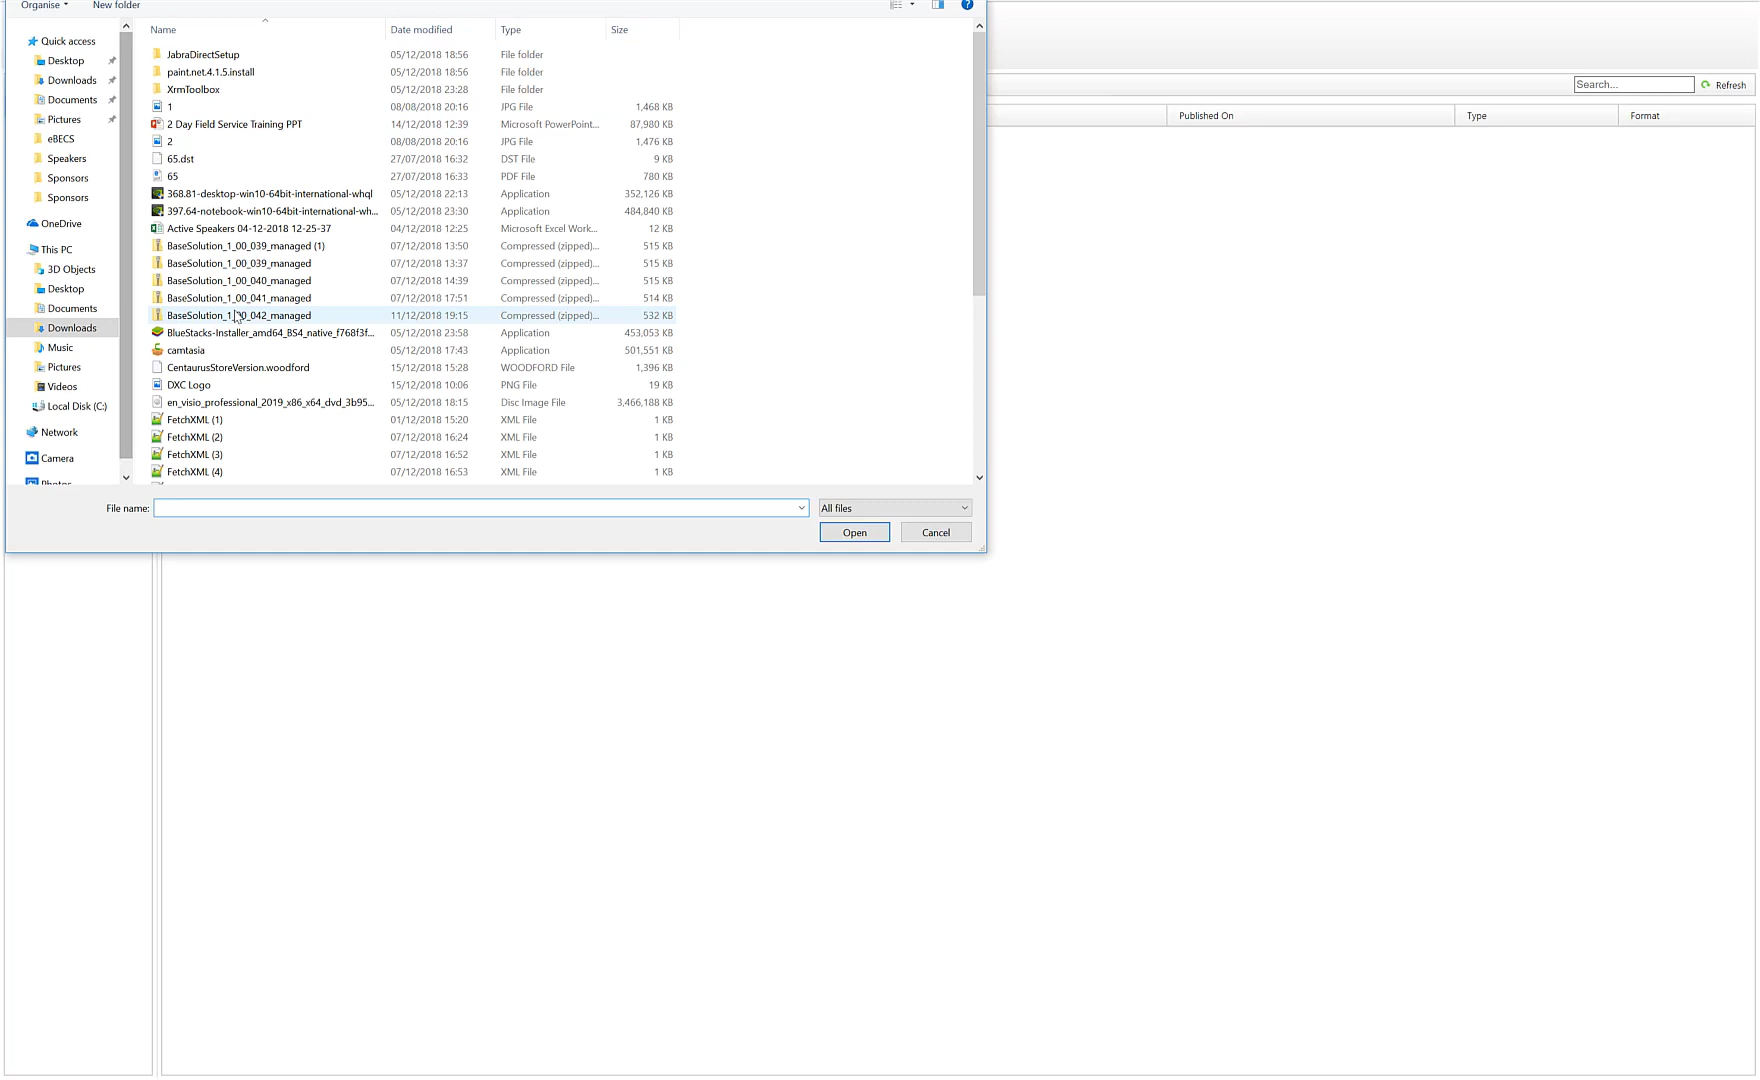 Organise New folder
Name Date modified Type Size
Quick access
Desktop
Downloads
Documents
Pictures
eBECS
Speakers
Sponsors
Sponsors
OneDrive
This PC
3D Objects
Desktop
Documents
Downloads
Music
Pictures
Videos
Local Disk (C:)
Network
Camera
Photos
JabraDirectSetup 05/12/2018 18:56 File folder
paint.net.4.1.5.install 05/12/2018 18:56 File folder
XrmToolbox 05/12/2018 23:28 File folder
1 08/08/2018 20:16 JPG File 1,468 KB
2 Day Field Service Training PPT 14/12/2018 12:39 Microsoft PowerPoint... 87,980 KB
2 08/08/2018 20:16 JPG File 1,476 KB
65.dst 27/07/2018 16:32 DST File 9 KB
65 27/07/2018 16:33 PDF File 780 KB
368.81-desktop-win10-64bit-international-whql 05/12/2018 22:13 Application 352,126 KB
397.64-notebook-win10-64bit-international-wh... 05/12/2018 23:30 Application 484,840 KB
Active Speakers 04-12-2018 12-25-37 04/12/2018 12:25 Microsoft Excel Work... 12 KB
BaseSolution_1_00_039_managed (1) 07/12/2018 13:50 Compressed (zipped)... 515 KB
BaseSolution_1_00_039_managed 07/12/2018 13:37 Compressed (zipped)... 515 KB
BaseSolution_1_00_040_managed 07/12/2018 14:39 Compressed (zipped)... 515 KB
BaseSolution_1_00_041_managed 07/12/2018 17:51 Compressed (zipped)... 514 KB
BaseSolution_1_00_042_managed 11/12/2018 19:15 Compressed (zipped)... 532 KB
BlueStacks-Installer_amd64_BS4_native_f768f3f... 05/12/2018 23:58 Application 453,053 KB
camtasia 05/12/2018 17:43 Application 501,551 KB
CentaurusStoreVersion.woodford 15/12/2018 15:28 WOODFORD File 1,396 KB
DXC Logo 15/12/2018 10:06 PNG File 19 KB
en_visio_professional_2019_x86_x64_dvd_3b95... 05/12/2018 18:15 Disc Image File 3,466,188 KB
FetchXML (1) 01/12/2018 15:20 XML File 1 KB
FetchXML (2) 07/12/2018 16:24 XML File 1 KB
FetchXML (3) 07/12/2018 16:52 XML File 1 KB
FetchXML (4) 07/12/2018 16:53 XML File 1 KB
File name: All files
Open Cancel
Search... Refresh
Published On Type Format